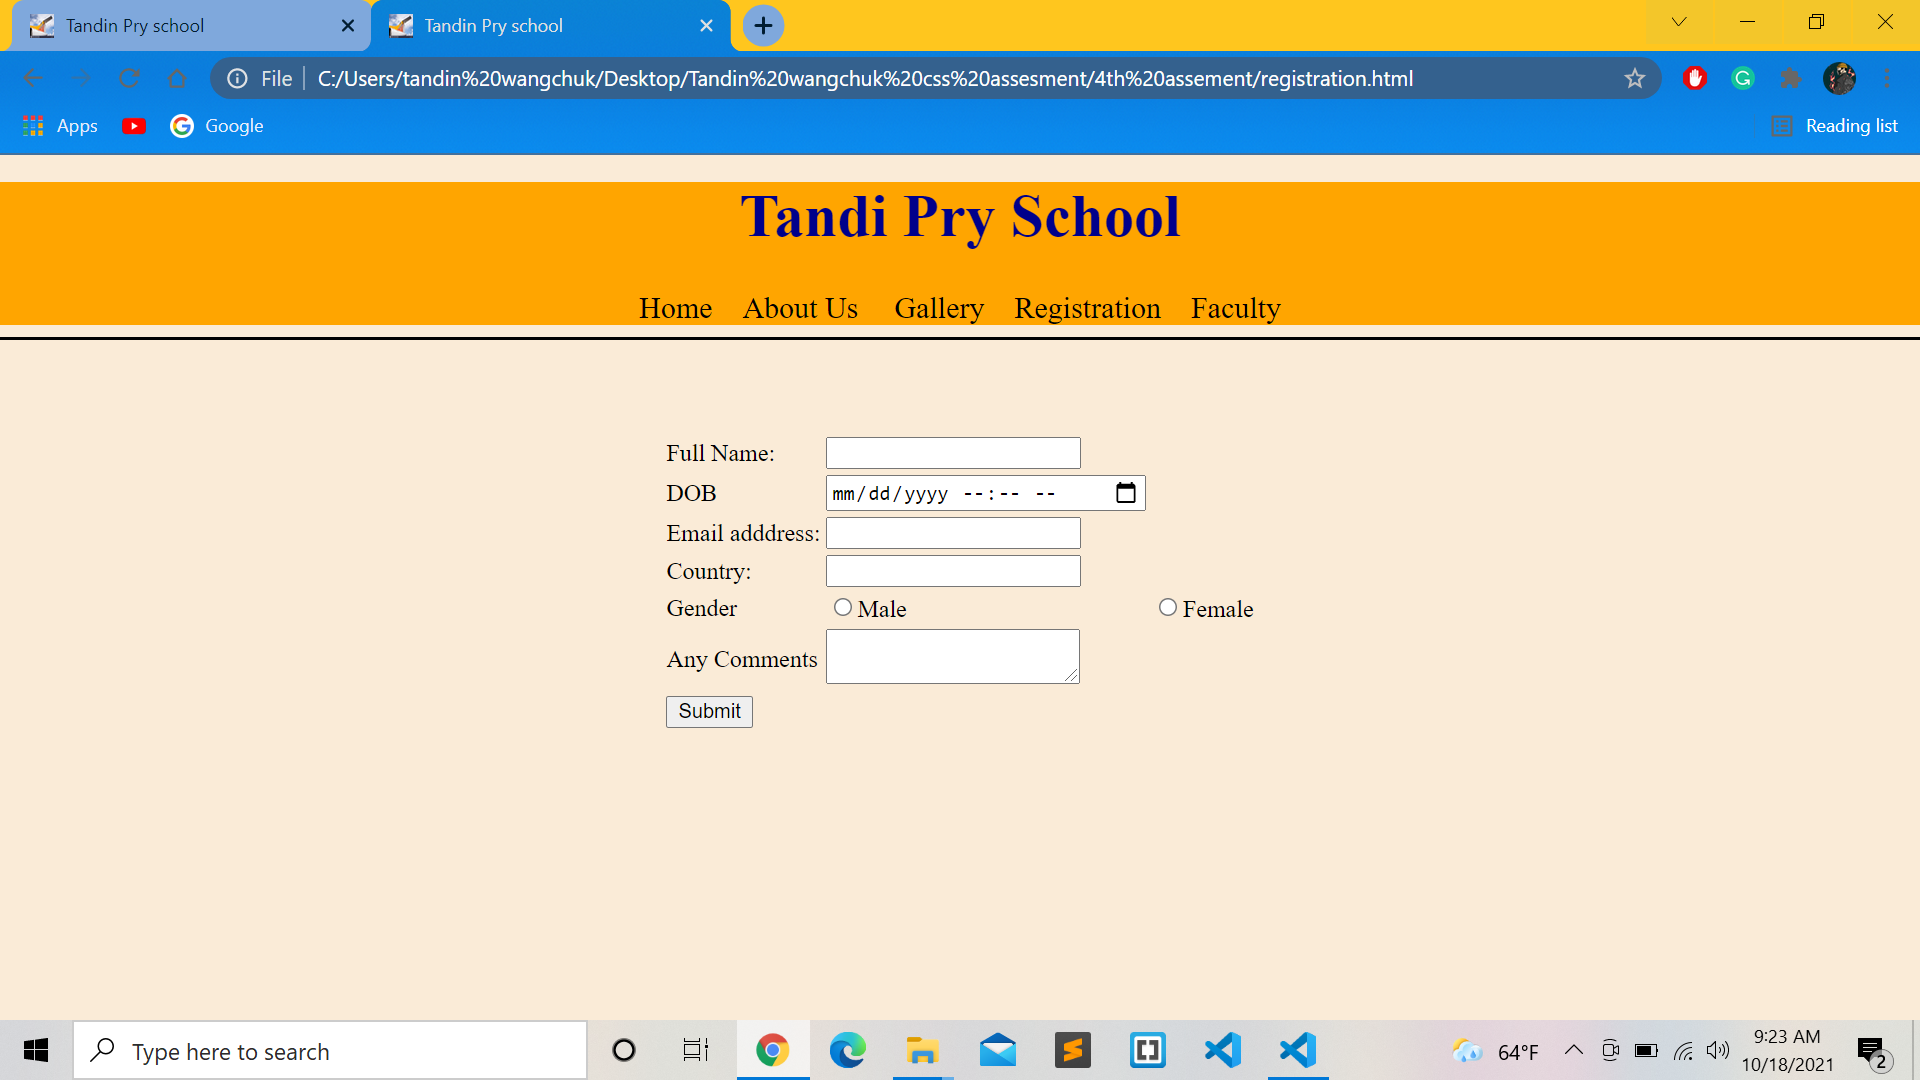 Tandin Pry school
Tandin Pry school
File C:/Users/tandin%20wangchuk/Desktop/Tandin%20wangchuk%20css%20assesment/4th%20assement/registration.html
Apps Google Reading list
Tandi Pry School
Home About Us Gallery Registration Faculty
Full Name:
DOB mm/dd/yyyy --:-- --
Email adddress:
Country:
Gender Male Female
Any Comments
Submit
Type here to search
64°F
9:23 AM
10/18/2021
2